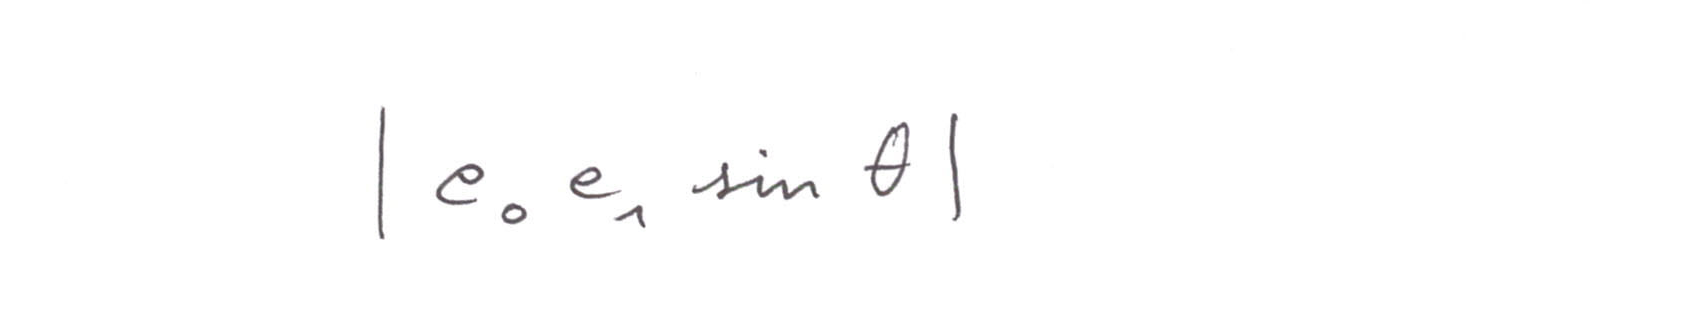 |e₀ e₁ sin θ|